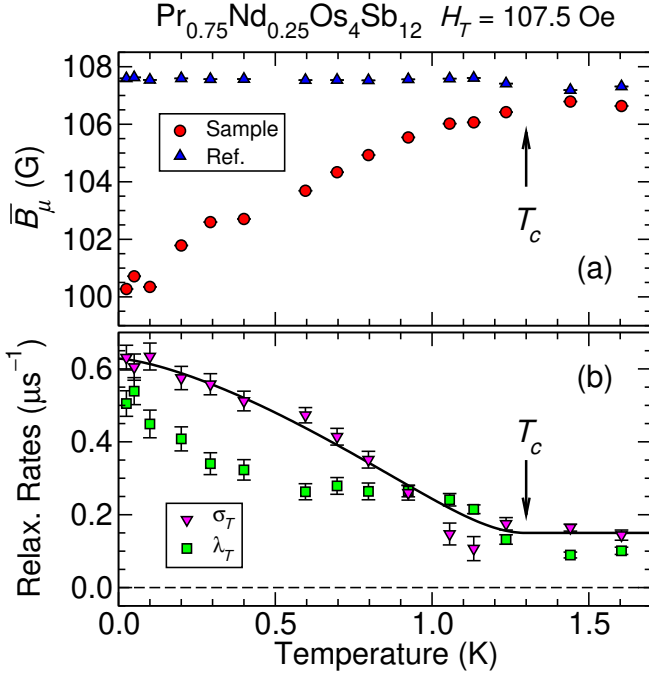 Pr0.75Nd0.25Os4Sb12 HT = 107.5 Oe
108
106
104
102
100
B̅μ (G)
Sample
Ref.
Tc
(a)
0.6
0.4
0.2
0.0
Relax. Rates (μs−1)
(b)
Tc
σT
λT
0.0 0.5 1.0 1.5
Temperature (K)